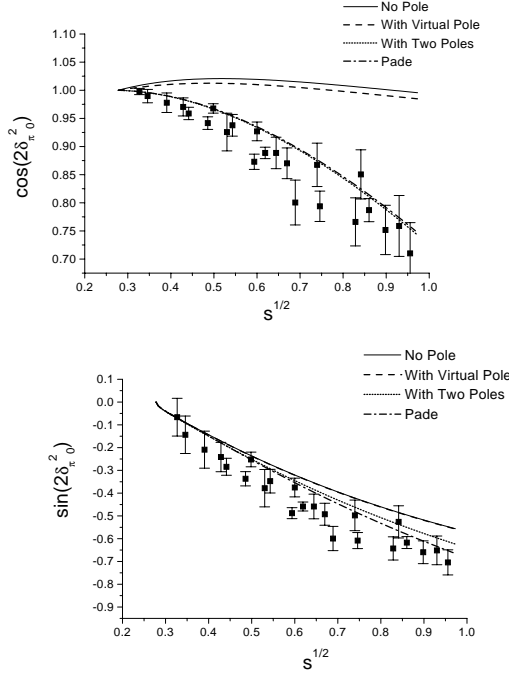 No Pole
With Virtual Pole
With Two Poles
Pade
1.10
1.05
1.00
0.95
0.90
0.85
0.80
0.75
0.70
cos(2δπ²0)
0.2 0.3 0.4 0.5 0.6 0.7 0.8 0.9 1.0
s^1/2
No Pole
With Virtual Pole
With Two Poles
Pade
0.1
0.0
-0.1
-0.2
-0.3
-0.4
-0.5
-0.6
-0.7
-0.8
-0.9
sin(2δπ²0)
0.2 0.3 0.4 0.5 0.6 0.7 0.8 0.9 1.0
s^1/2